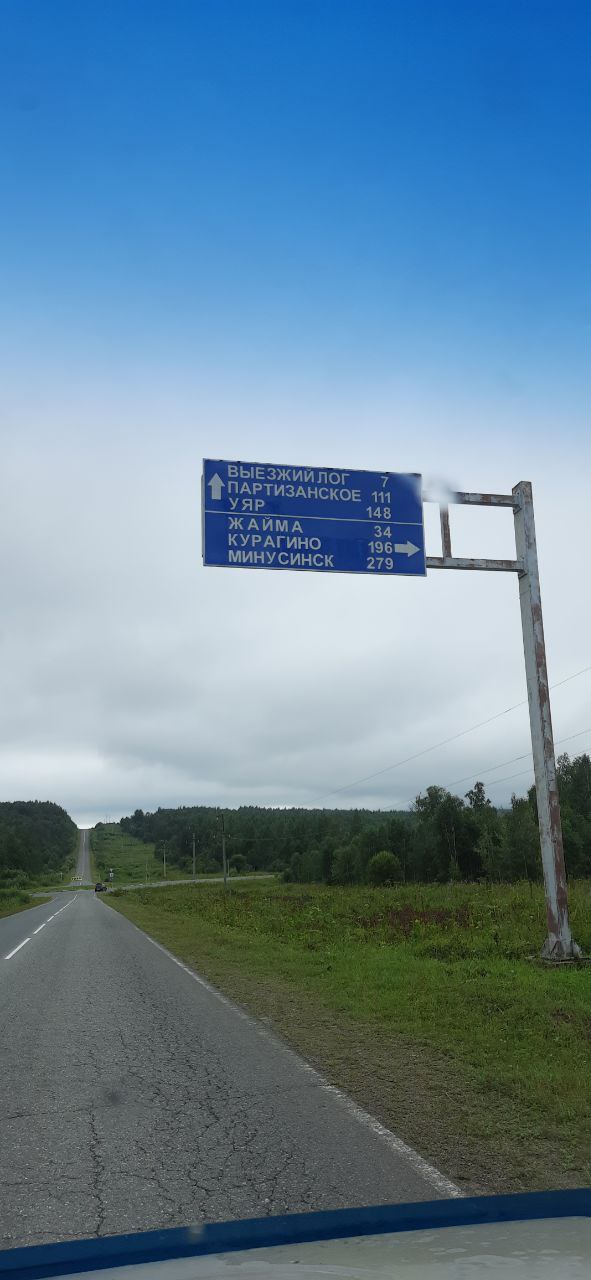 ВЫЕЗЖИЙ ЛОГ 7
ПАРТИЗАНСКОЕ 111
УЯР 148
ЖАЙМА 34
КУРАГИНО 196
МИНУСИНСК 279